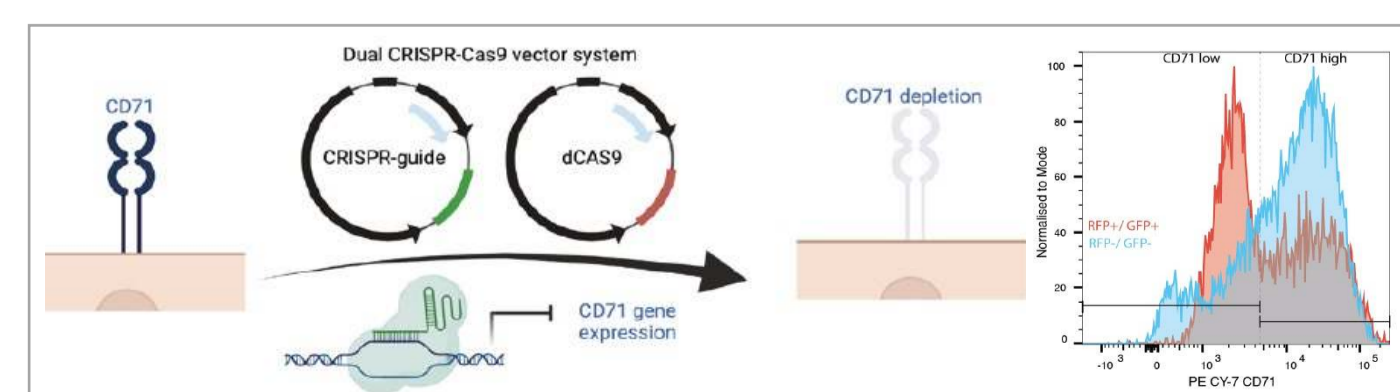 Dual CRISPR-Cas9 vector system
CD71
CRISPR-guide
dCAS9
CD71 gene
expression
CD71 depletion
CD71 low
CD71 high
Normalised to Mode
100
80
60
40
20
0
RFP+/ GFP+
RFP-/ GFP-
-10 3
0
10 3
10 4
10 5
PE CY-7 CD71